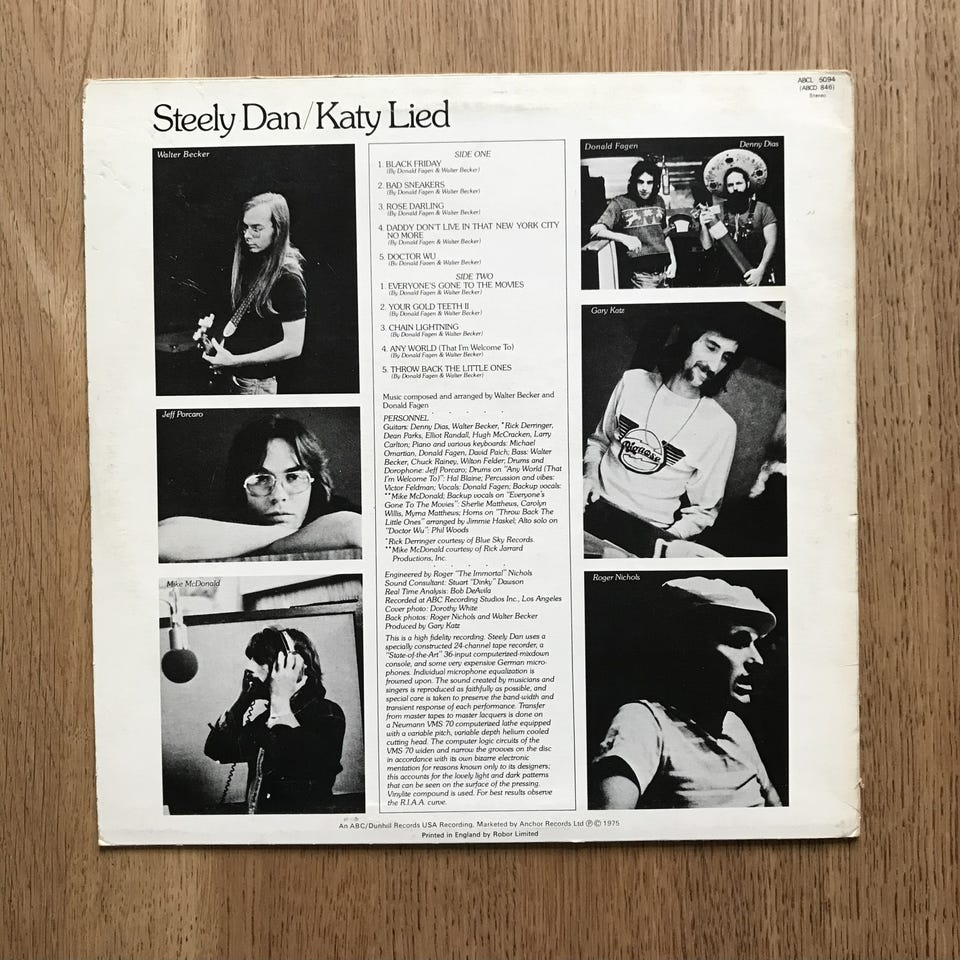 ABCL 5094
(ABCD 846)
Stereo
Steely Dan/Katy Lied
Walter Becker
Jeff Porcaro
Mike McDonald
SIDE ONE
1. BLACK FRIDAY
(By Donald Fagen & Walter Becker)
2. BAD SNEAKERS
(By Donald Fagen & Walter Becker)
3. ROSE DARLING
(By Donald Fagen & Walter Becker)
4. DADDY DON'T LIVE IN THAT NEW YORK CITY
NO MORE
(By Donald Fagen & Walter Becker)
5. DOCTOR WU
(By Donald Fagen & Walter Becker)
SIDE TWO
1. EVERYONE'S GONE TO THE MOVIES
(By Donald Fagen & Walter Becker)
2. YOUR GOLD TEETH II
(By Donald Fagen & Walter Becker)
3. CHAIN LIGHTNING
(By Donald Fagen & Walter Becker)
4. ANY WORLD (That I'm Welcome To)
(By Donald Fagen & Walter Becker)
5. THROW BACK THE LITTLE ONES
(By Donald Fagen & Walter Becker)
Music composed and arranged by Walter Becker and
Donald Fagen
PERSONNEL
Guitars: Denny Dias, Walter Becker, *Rick Derringer,
Dean Parks, Elliot Randall, Hugh McCracken, Larry
Carlton; Piano and various keyboards: Michael
Omartian, Donald Fagen, David Paich; Bass: Walter
Becker, Chuck Rainey, Wilton Felder; Drums and
Dorophone: Jeff Porcaro; Drums on "Any World (That
I'm Welcome To)": Hal Blaine; Percussion and vibes:
Victor Feldman; Vocals: Donald Fagen; Backup vocals:
**Mike McDonald; Backup vocals on "Everyone's
Gone To The Movies": Sherlie Matthews, Carolyn
Willis, Myrna Matthews; Horns on "Throw Back The
Little Ones" arranged by Jimmie Haskel; Alto solo on
"Doctor Wu": Phil Woods
*Rick Derringer courtesy of Blue Sky Records.
**Mike McDonald courtesy of Rick Jarrard
Productions, Inc.
Engineered by Roger "The Immortal" Nichols
Sound Consultant: Stuart "Dinky" Dawson
Real Time Analysis: Bob DeAvila
Recorded at ABC Recording Studios Inc., Los Angeles
Cover photo: Dorothy White
Back photos: Roger Nichols and Walter Becker
Produced by Gary Katz
This is a high fidelity recording. Steely Dan uses a
specially constructed 24-channel tape recorder, a
"State-of-the-Art" 36-input computerized mixdown
console, and some very expensive German micro-
phones. Individual microphone equalization is
frowned upon. The sound created by musicians and
singers is reproduced as faithfully as possible, and
special care is taken to preserve the band-width and
transient response of each performance. Transfer
from master tapes to master lacquers is done on
a Neumann VMS 70 computerized lathe equipped
with a variable pitch, variable depth helium cooled
cutting head. The computer logic circuits of the
VMS 70 widen and narrow the grooves on the disc
in accordance with its own bizarre electronic
mentation for reasons known only to its designers;
this accounts for the lovely light and dark patterns
that can be seen on the surface of the pressing.
Vinylite compound is used. For best results observe
the R.I.A.A. curve.
Donald Fagen
Denny Dias
Gary Katz
Roger Nichols
An ABC/Dunhill Records USA Recording, Marketed by Anchor Records Ltd ℗ © 1975
Printed in England by Robor Limited